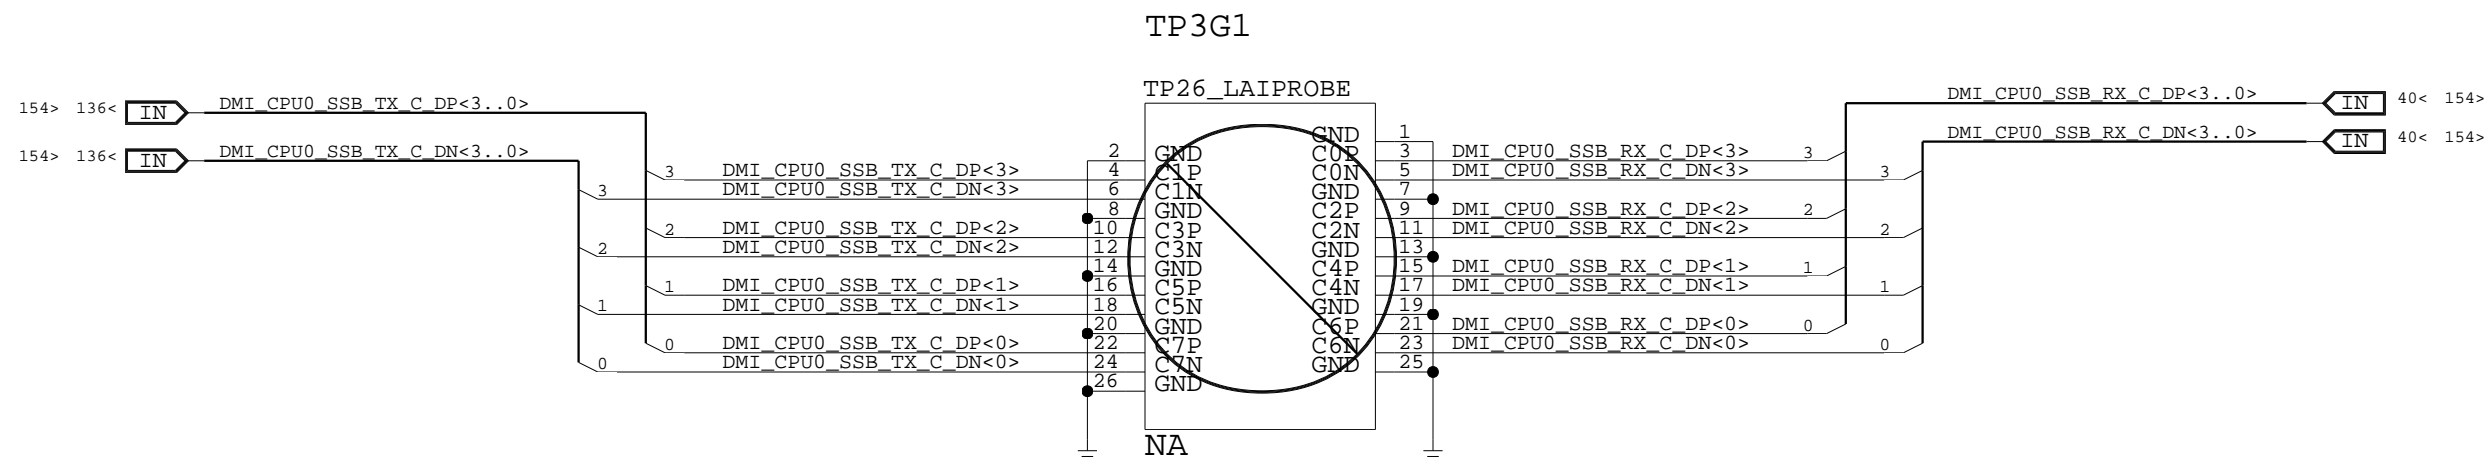 TP3G1
TP26_LAIPROBE
154> 136< IN DMI_CPU0_SSB_TX_C_DP<3..0>
154> 136< IN DMI_CPU0_SSB_TX_C_DN<3..0>
DMI_CPU0_SSB_RX_C_DP<3..0> IN 40< 154>
DMI_CPU0_SSB_RX_C_DN<3..0> IN 40< 154>
GND 1
2 GND
C0P 3 DMI_CPU0_SSB_RX_C_DP<3> 3
3 DMI_CPU0_SSB_TX_C_DP<3> 4 C1P
C0N 5 DMI_CPU0_SSB_RX_C_DN<3> 3
3 DMI_CPU0_SSB_TX_C_DN<3> 6 C1N
GND 7
8 GND
C2P 9 DMI_CPU0_SSB_RX_C_DP<2> 2
2 DMI_CPU0_SSB_TX_C_DP<2> 10 C3P
C2N 11 DMI_CPU0_SSB_RX_C_DN<2> 2
2 DMI_CPU0_SSB_TX_C_DN<2> 12 C3N
GND 13
14 GND
C4P 15 DMI_CPU0_SSB_RX_C_DP<1> 1
1 DMI_CPU0_SSB_TX_C_DP<1> 16 C5P
C4N 17 DMI_CPU0_SSB_RX_C_DN<1> 1
1 DMI_CPU0_SSB_TX_C_DN<1> 18 C5N
GND 19
20 GND
C6P 21 DMI_CPU0_SSB_RX_C_DP<0> 0
0 DMI_CPU0_SSB_TX_C_DP<0> 22 C7P
C6N 23 DMI_CPU0_SSB_RX_C_DN<0> 0
0 DMI_CPU0_SSB_TX_C_DN<0> 24 C7N
GND 25
26 GND
NA